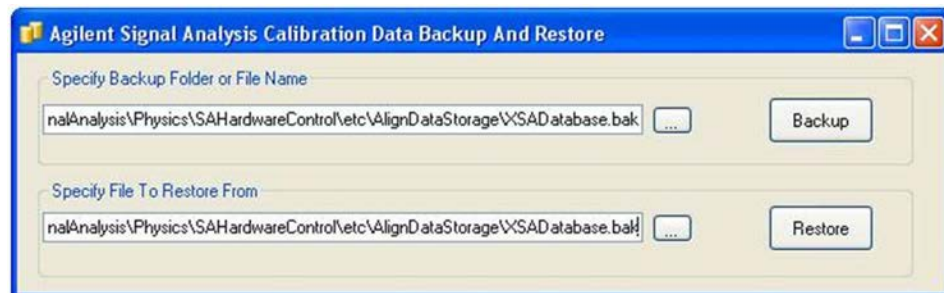 Agilent Signal Analysis Calibration Data Backup And Restore
Specify Backup Folder or File Name
nalAnalysis\Physics\SAHardwareControl\etc\AlignDataStorage\XSADatabase.bak
...
Backup
Specify File To Restore From
nalAnalysis\Physics\SAHardwareControl\etc\AlignDataStorage\XSADatabase.bak
...
Restore